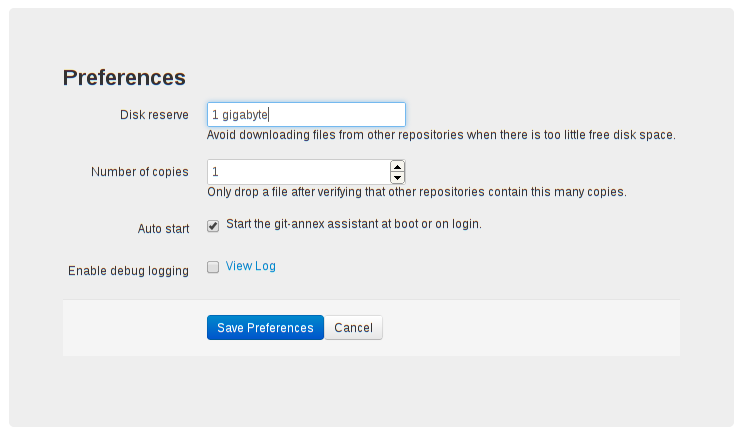 Preferences
Disk reserve 1 gigabyte
Avoid downloading files from other repositories when there is too little free disk space.
Number of copies 1
Only drop a file after verifying that other repositories contain this many copies.
Auto start Start the git-annex assistant at boot or on login.
Enable debug logging View Log
Save Preferences Cancel